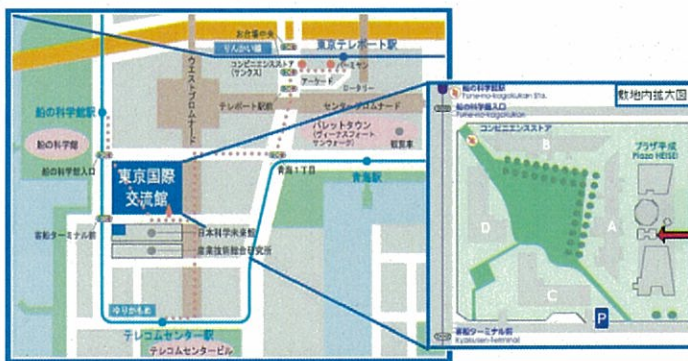 お台場中央
りんかい線
東京テレポート駅
コンビニエンスストア
(サンクス)
バーミヤン
アーケード
ロータリー
ウエストプロムナード
テレポート駅前
センタープロムナード
船の科学館駅
船の科学館
パレットタウン
(ヴィーナスフォート
サンウォーク)
観覧車
船の科学館入口
青海1丁目
青海駅
東京国際
交流館
客船ターミナル前
日本科学未来館
産業技術総合研究所
ゆりかもめ
テレコムセンター駅
テレコムセンタービル
船の科学館駅
Fune-no-kagakukan Sta.
敷地内拡大図
船の科学館入口
Fune-no-kagakukan
コンビニエンスストア
B
プラザ平成
Plaza HEISEI
D
A
C
P
客船ターミナル前
Kyakusen-Terminal